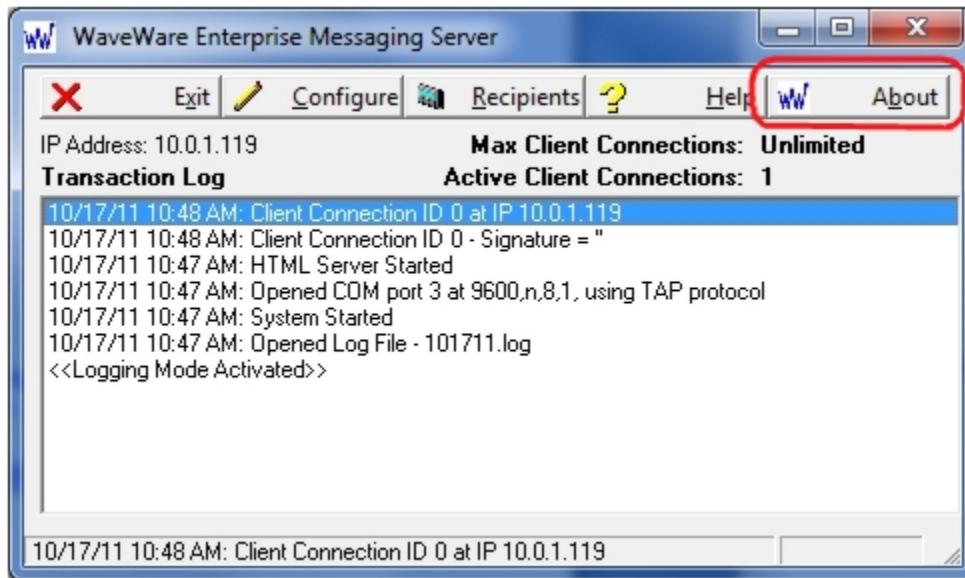 WaveWare Enterprise Messaging Server
Exit Configure Recipients Help About
IP Address: 10.0.1.119 Max Client Connections: Unlimited
Transaction Log Active Client Connections: 1
10/17/11 10:48 AM: Client Connection ID 0 at IP 10.0.1.119
10/17/11 10:48 AM: Client Connection ID 0 - Signature = ''
10/17/11 10:47 AM: HTML Server Started
10/17/11 10:47 AM: Opened COM port 3 at 9600,n,8,1, using TAP protocol
10/17/11 10:47 AM: System Started
10/17/11 10:47 AM: Opened Log File - 101711.log
<<Logging Mode Activated>>
10/17/11 10:48 AM: Client Connection ID 0 at IP 10.0.1.119